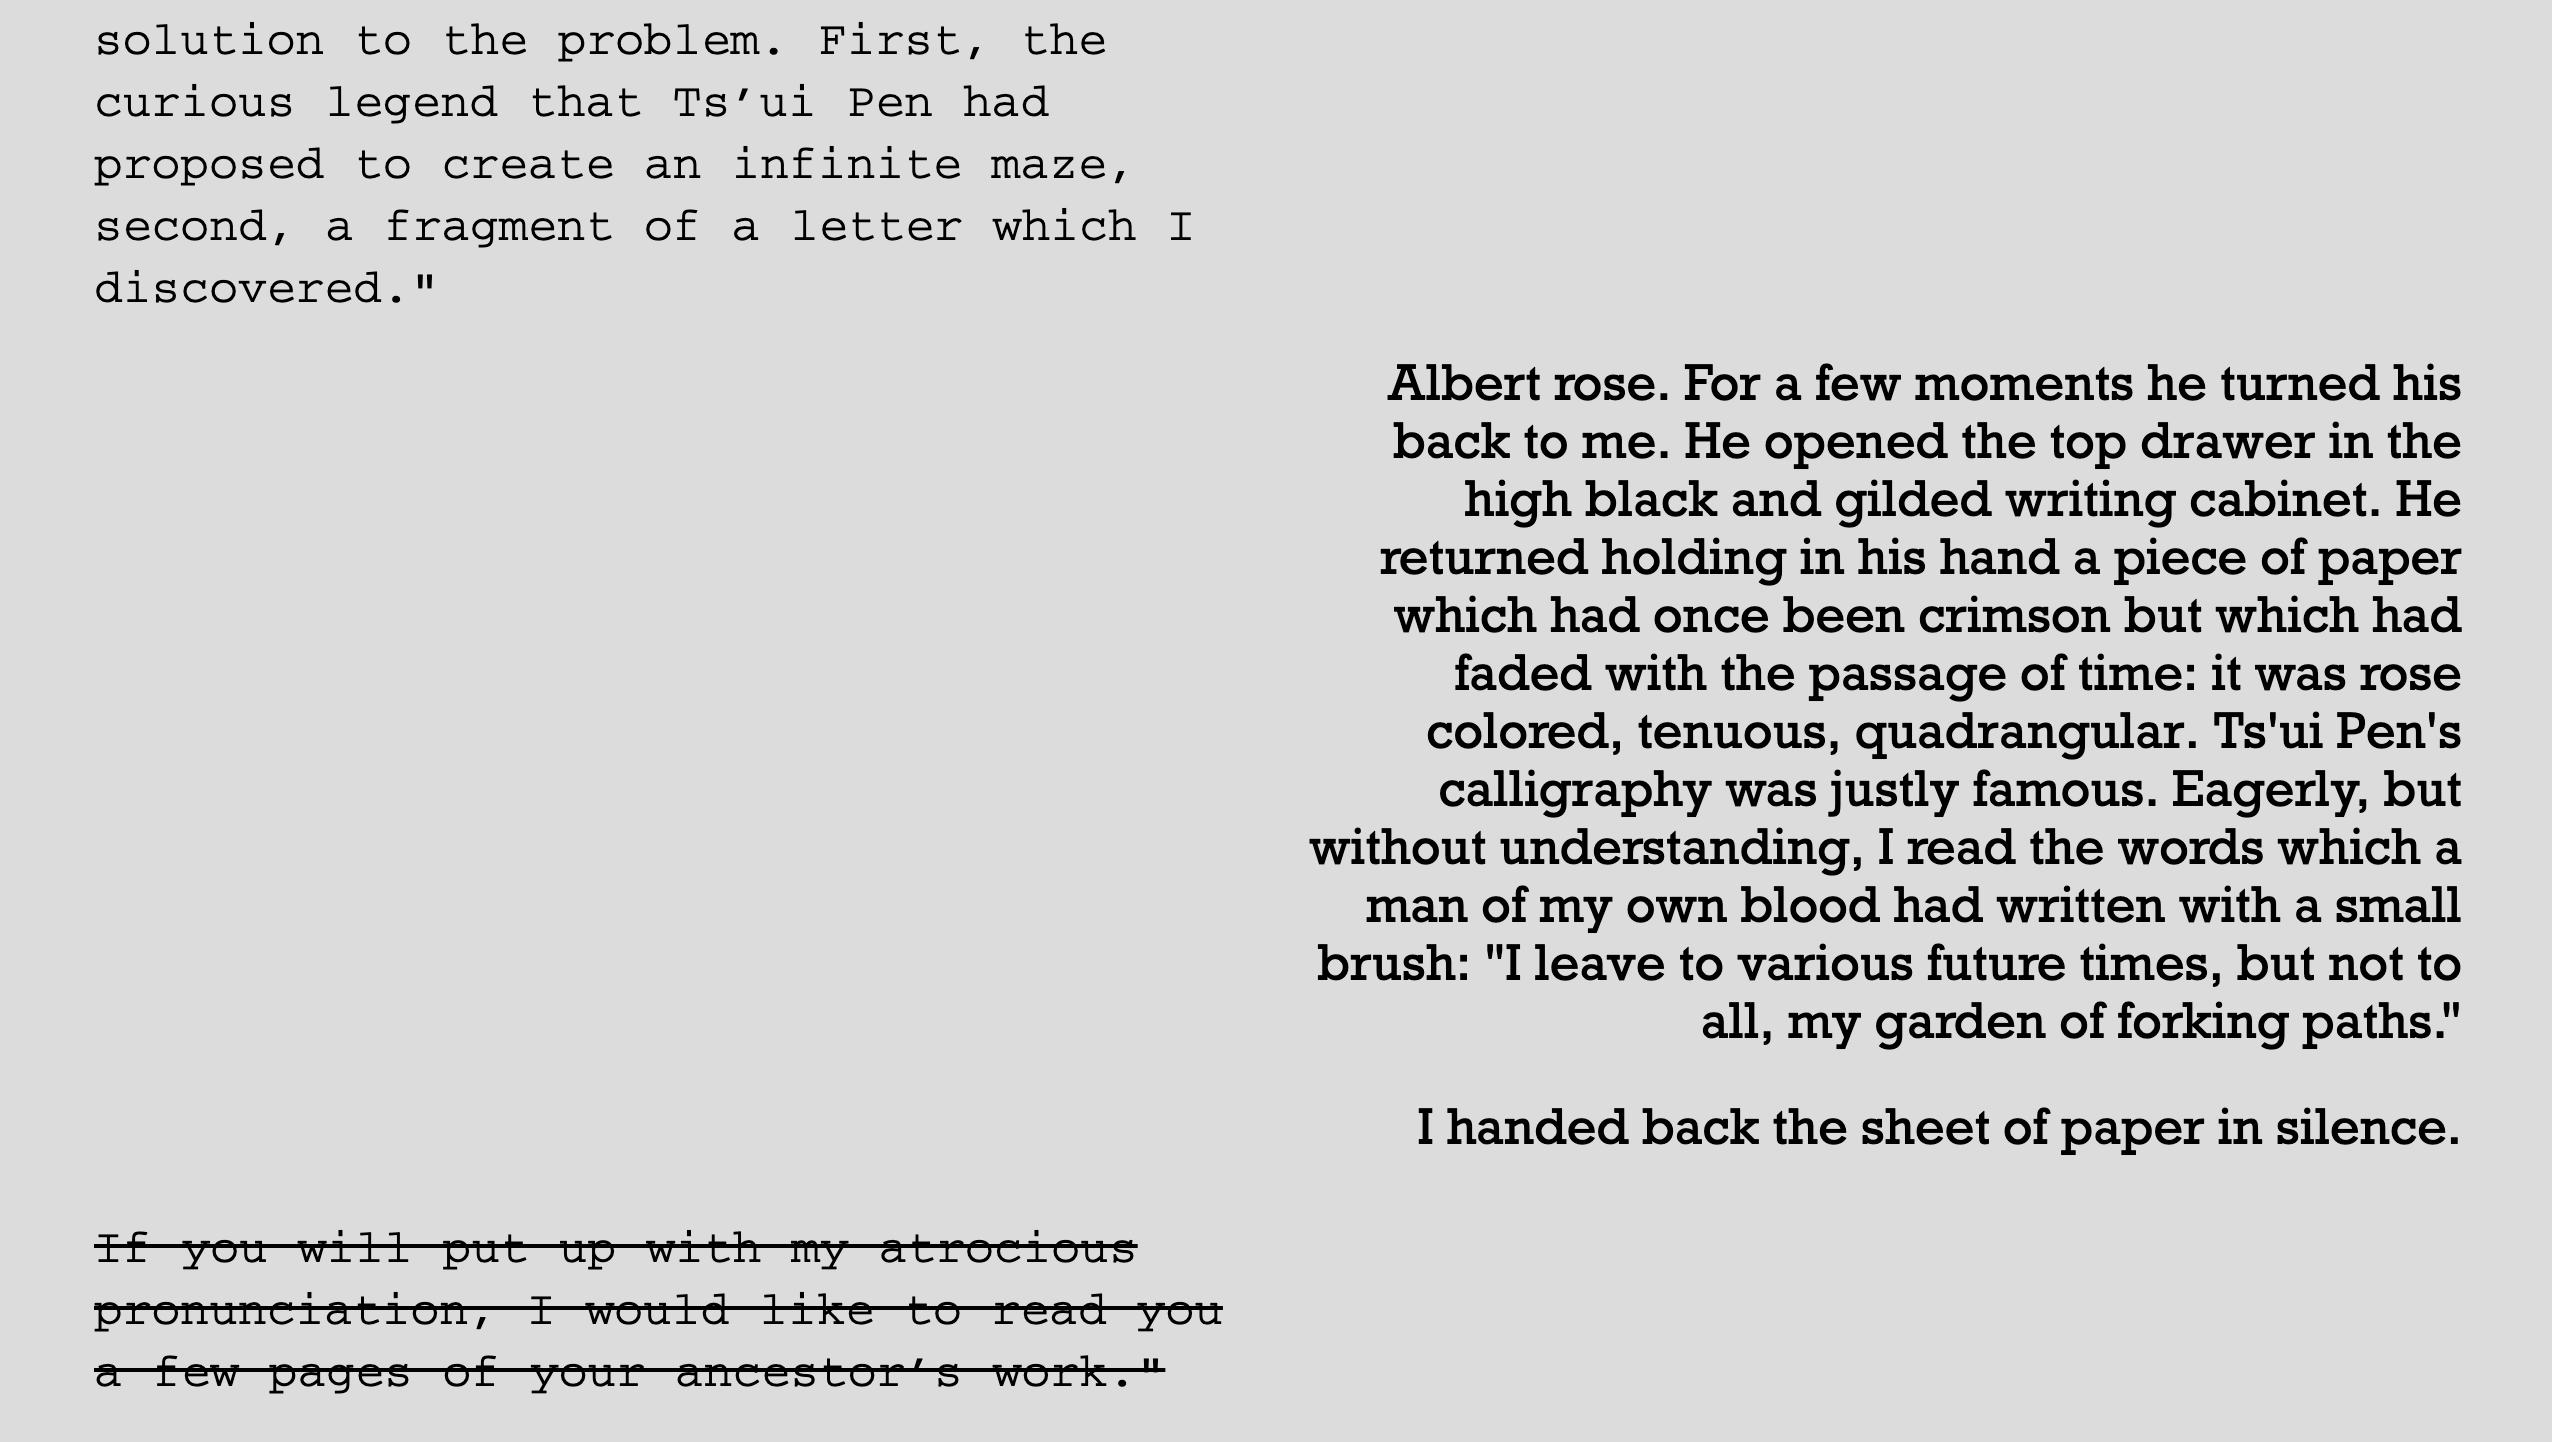 solution to the problem. First, the
curious legend that Ts’ui Pen had
proposed to create an infinite maze,
second, a fragment of a letter which I
discovered."
Albert rose. For a few moments he turned his
back to me. He opened the top drawer in the
high black and gilded writing cabinet. He
returned holding in his hand a piece of paper
which had once been crimson but which had
faded with the passage of time: it was rose
colored, tenuous, quadrangular. Ts'ui Pen's
calligraphy was justly famous. Eagerly, but
without understanding, I read the words which a
man of my own blood had written with a small
brush: "I leave to various future times, but not to
all, my garden of forking paths."
I handed back the sheet of paper in silence.
If you will put up with my atrocious
pronunciation, I would like to read you
a few pages of your ancestor’s work."